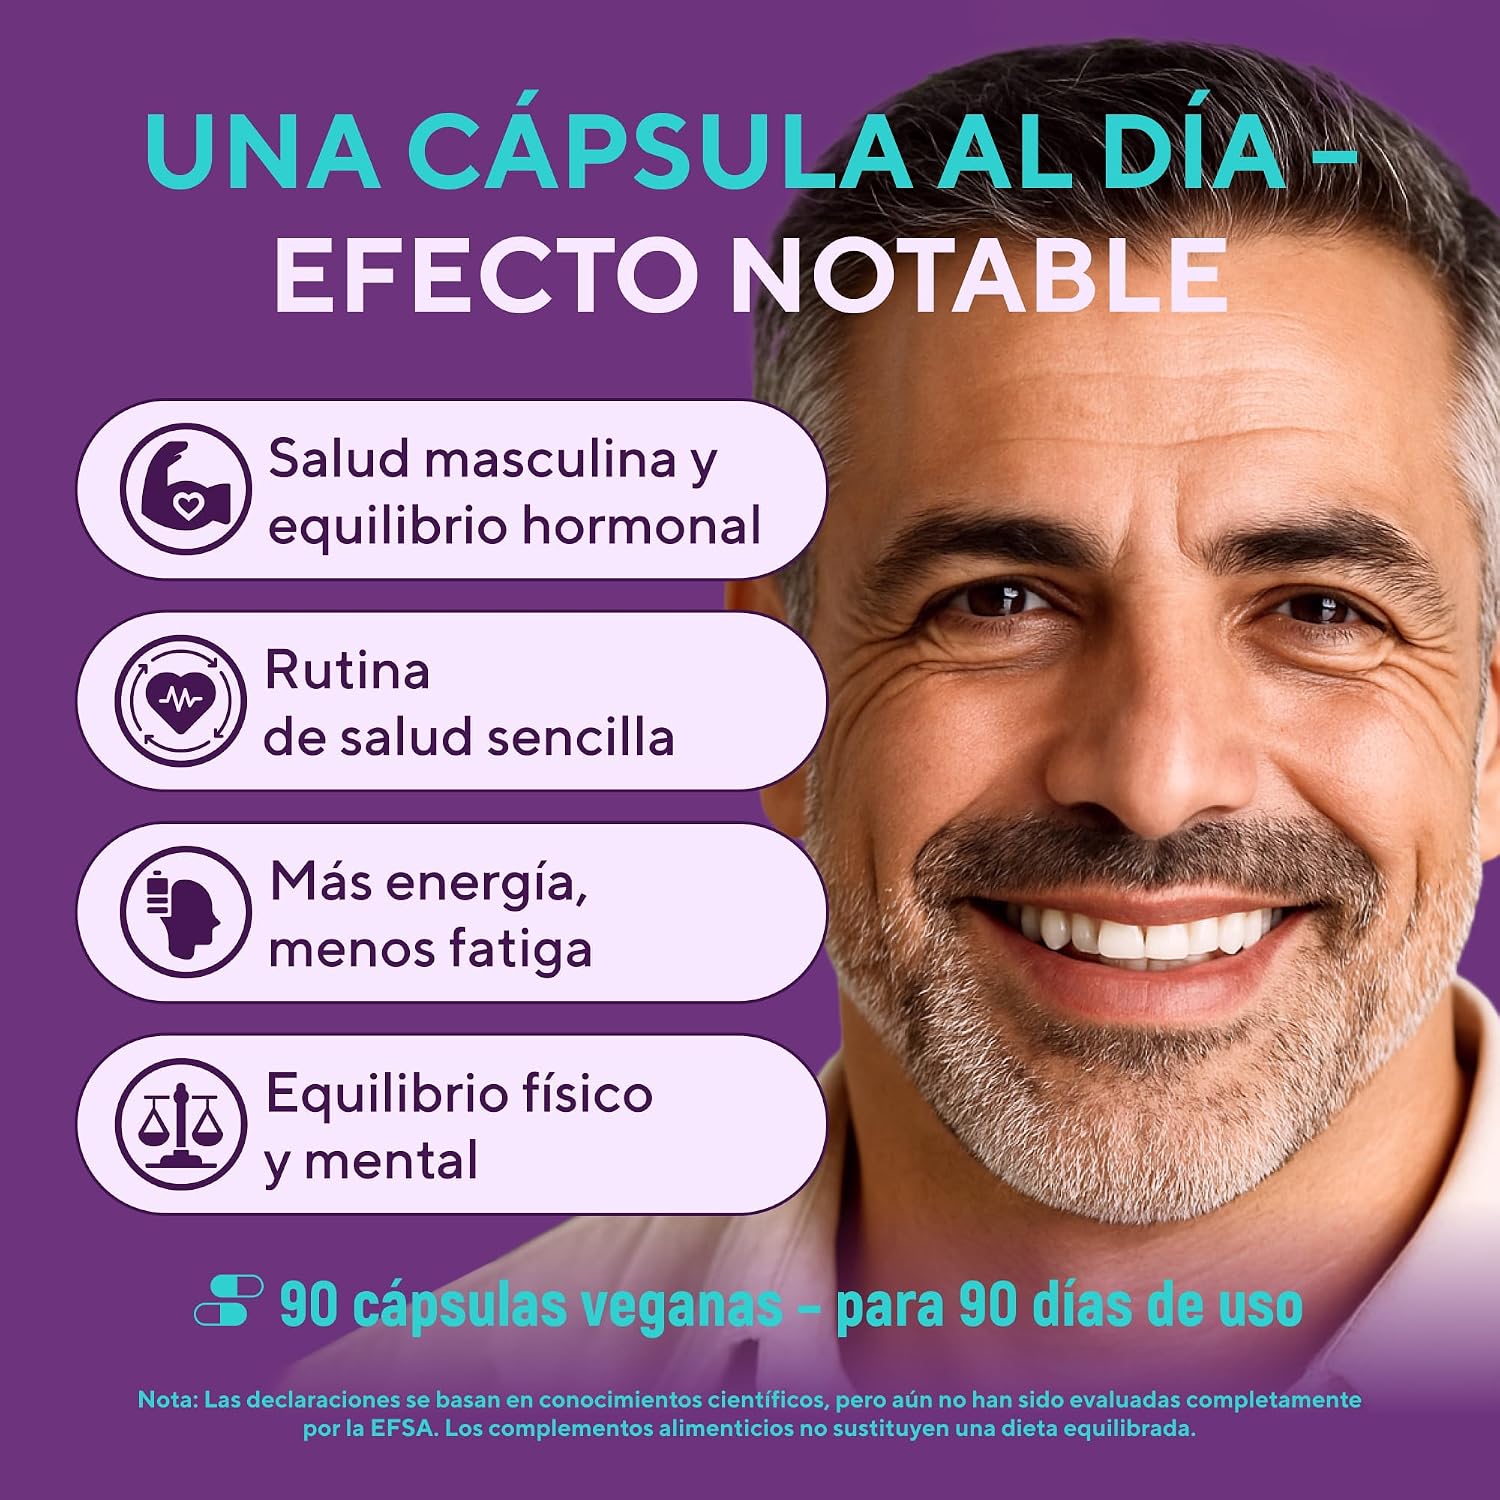 UNA CÁPSULA AL DÍA –
EFECTO NOTABLE
Salud masculina y
equilibrio hormonal
Rutina
de salud sencilla
Más energía,
menos fatiga
Equilibrio físico
y mental
90 cápsulas veganas – para 90 días de uso
Nota: Las declaraciones se basan en conocimientos científicos, pero aún no han sido evaluadas completamente
por la EFSA. Los complementos alimenticios no sustituyen una dieta equilibrada.